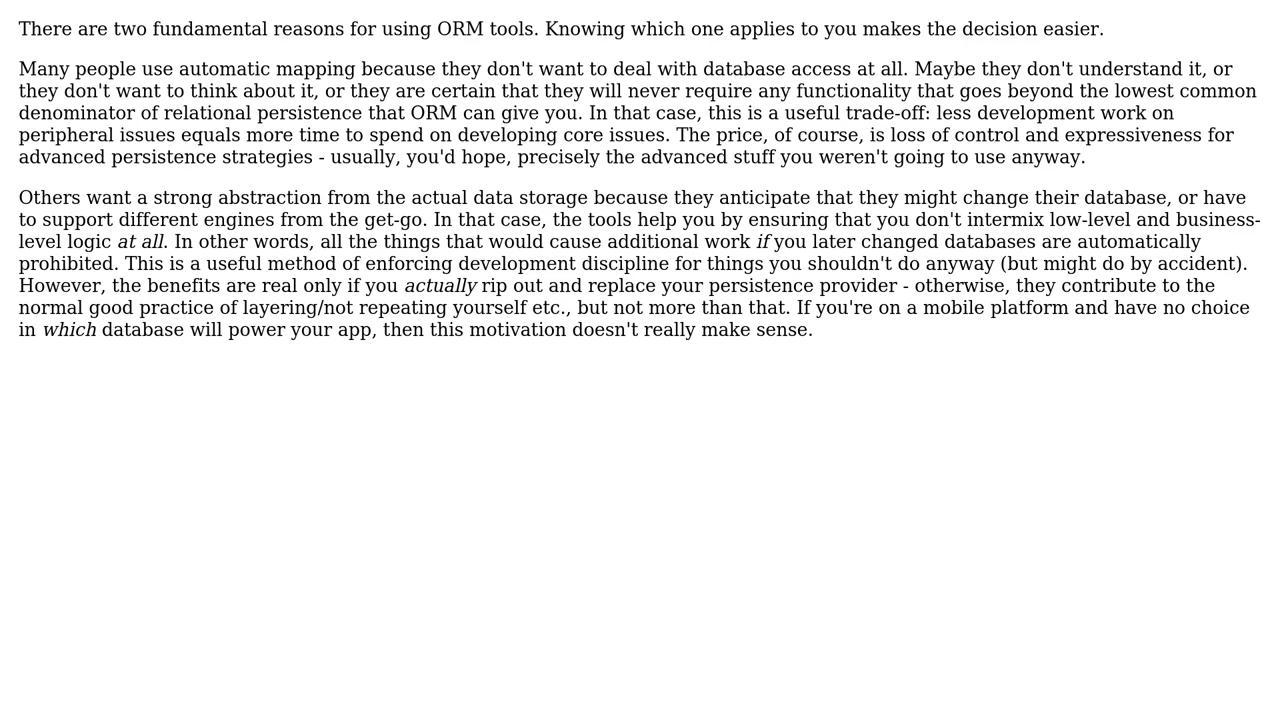 There are two fundamental reasons for using ORM tools. Knowing which one applies to you makes the decision easier.
Many people use automatic mapping because they don't want to deal with database access at all. Maybe they don't understand it, or
they don't want to think about it, or they are certain that they will never require any functionality that goes beyond the lowest common
denominator of relational persistence that ORM can give you. In that case, this is a useful trade-off: less development work on
peripheral issues equals more time to spend on developing core issues. The price, of course, is loss of control and expressiveness for
advanced persistence strategies - usually, you'd hope, precisely the advanced stuff you weren't going to use anyway.
Others want a strong abstraction from the actual data storage because they anticipate that they might change their database, or have
to support different engines from the get-go. In that case, the tools help you by ensuring that you don't intermix low-level and business-
level logic at all. In other words, all the things that would cause additional work if you later changed databases are automatically
prohibited. This is a useful method of enforcing development discipline for things you shouldn't do anyway (but might do by accident).
However, the benefits are real only if you actually rip out and replace your persistence provider - otherwise, they contribute to the
normal good practice of layering/not repeating yourself etc., but not more than that. If you're on a mobile platform and have no choice
in which database will power your app, then this motivation doesn't really make sense.